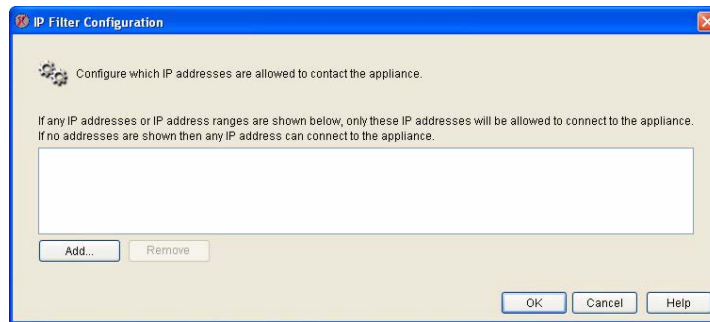 IP Filter Configuration
Configure which IP addresses are allowed to contact the appliance.
If any IP addresses or IP address ranges are shown below, only these IP addresses will be allowed to connect to the appliance.
If no addresses are shown then any IP address can connect to the appliance.
Add... Remove
OK Cancel Help